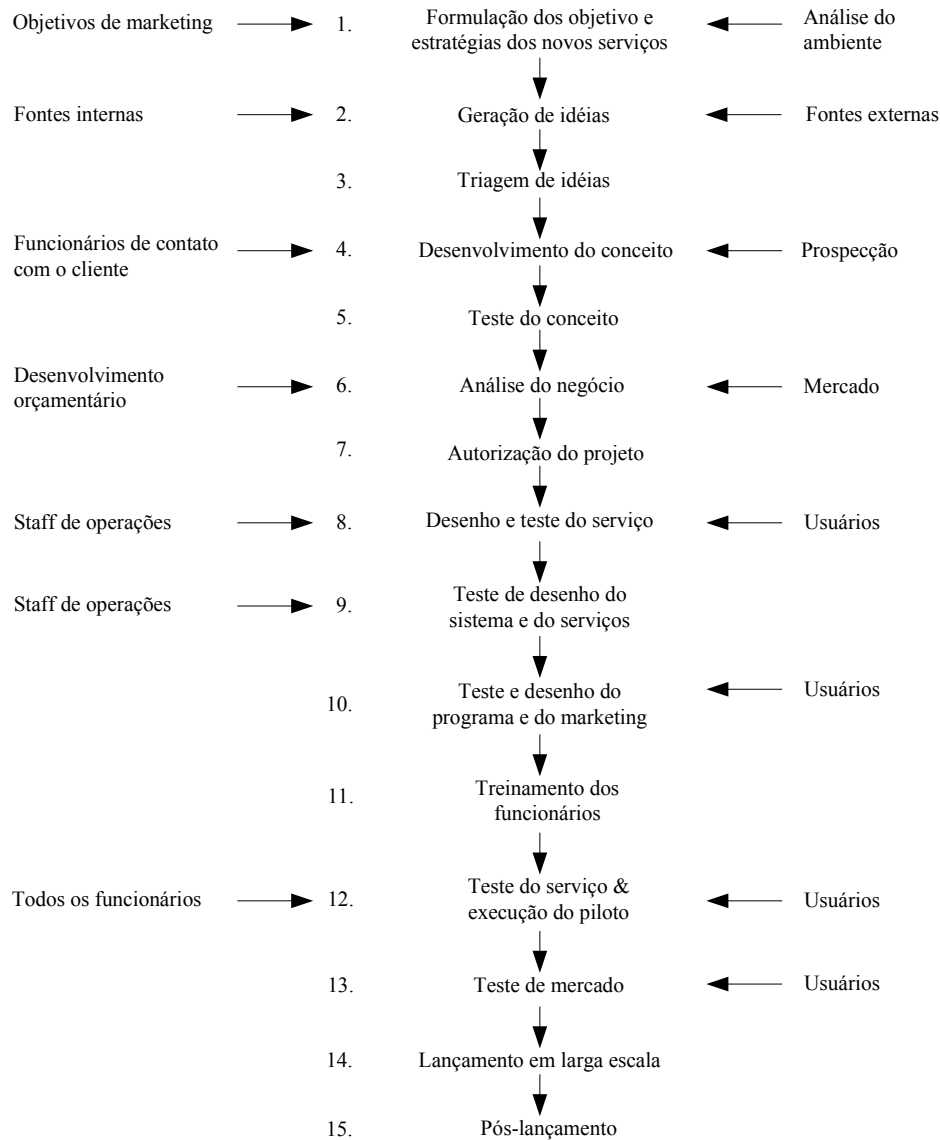 Objetivos de marketing
1.
Formulação dos objetivo e
estratégias dos novos serviços
Análise do
ambiente
Fontes internas
2.
Geração de idéias
Fontes externas
3.
Triagem de idéias
Funcionários de contato
com o cliente
4.
Desenvolvimento do conceito
Prospecção
5.
Teste do conceito
Desenvolvimento
orçamentário
6.
Análise do negócio
Mercado
7.
Autorização do projeto
Staff de operações
8.
Desenho e teste do serviço
Usuários
Staff de operações
9.
Teste de desenho do
sistema e do serviços
10.
Teste e desenho do
programa e do marketing
Usuários
11.
Treinamento dos
funcionários
Todos os funcionários
12.
Teste do serviço &
execução do piloto
Usuários
13.
Teste de mercado
Usuários
14.
Lançamento em larga escala
15.
Pós-lançamento